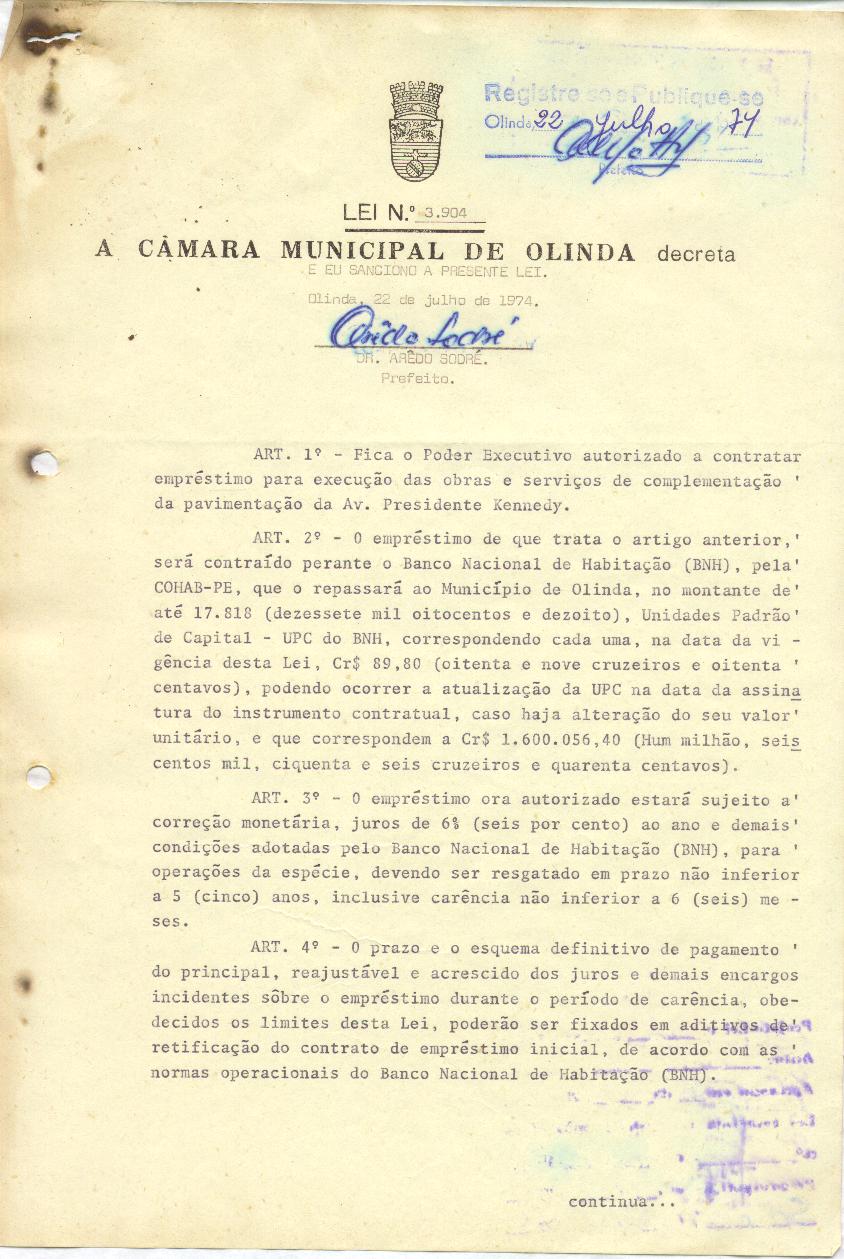 Registre-se e Publique-se
Olinda, 22 julho 74
Prefeito
LEI N.º 3.904
A CÂMARA MUNICIPAL DE OLINDA decreta
E EU SANCIONO A PRESENTE LEI.
Olinda, 22 de julho de 1974.
Arêdo Sodré
DR. ARÊDO SODRÉ.
Prefeito.
ART. 1º - Fica o Poder Executivo autorizado a contratar
empréstimo para execução das obras e serviços de complementação '
da pavimentação da Av. Presidente Kennedy.
ART. 2º - O empréstimo de que trata o artigo anterior,'
será contraído perante o Banco Nacional de Habitação (BNH), pela'
COHAB-PE, que o repassará ao Município de Olinda, no montante de'
até 17.818 (dezessete mil oitocentos e dezoito), Unidades Padrão'
de Capital - UPC do BNH, correspondendo cada uma, na data da vi -
gência desta Lei, Cr$ 89,80 (oitenta e nove cruzeiros e oitenta '
centavos), podendo ocorrer a atualização da UPC na data da assina
tura do instrumento contratual, caso haja alteração do seu valor'
unitário, e que correspondem a Cr$ 1.600.056,40 (Hum milhão, seis
centos mil, ciquenta e seis cruzeiros e quarenta centavos).
ART. 3º - O empréstimo ora autorizado estará sujeito a'
correção monetária, juros de 6% (seis por cento) ao ano e demais'
condições adotadas pelo Banco Nacional de Habitação (BNH), para '
operações da espécie, devendo ser resgatado em prazo não inferior
a 5 (cinco) anos, inclusive carência não inferior a 6 (seis) me -
ses.
ART. 4º - O prazo e o esquema definitivo de pagamento '
do principal, reajustável e acrescido dos juros e demais encargos
incidentes sôbre o empréstimo durante o período de carência, obe-
decidos os limites desta Lei, poderão ser fixados em aditivos de'
retificação do contrato de empréstimo inicial, de acordo com as '
normas operacionais do Banco Nacional de Habitação (BNH).
continua...